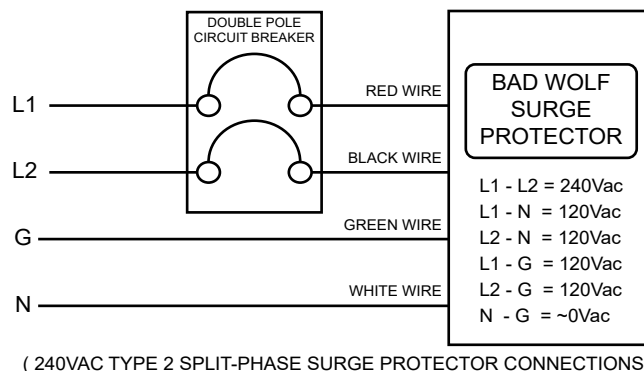 DOUBLE POLE
CIRCUIT BREAKER
L1
RED WIRE
L2
BLACK WIRE
G
GREEN WIRE
N
WHITE WIRE
BAD WOLF
SURGE
PROTECTOR
L1 - L2 = 240Vac
L1 - N = 120Vac
L2 - N = 120Vac
L1 - G = 120Vac
L2 - G = 120Vac
N - G = ~0Vac
( 240VAC TYPE 2 SPLIT-PHASE SURGE PROTECTOR CONNECTIONS